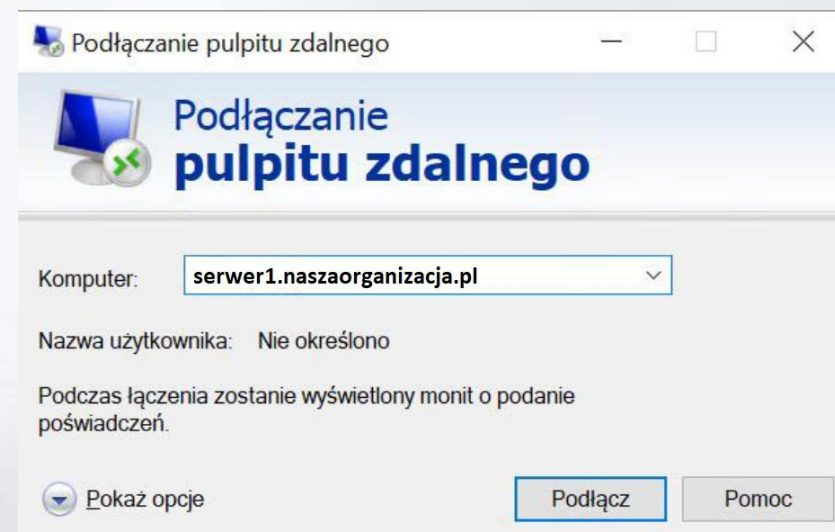 Podłączanie pulpitu zdalnego
Podłączanie
pulpitu zdalnego
Komputer: serwer1.naszaorganizacja.pl
Nazwa użytkownika: Nie określono
Podczas łączenia zostanie wyświetlony monit o podanie
poświadczeń.
Pokaż opcje Podłącz Pomoc